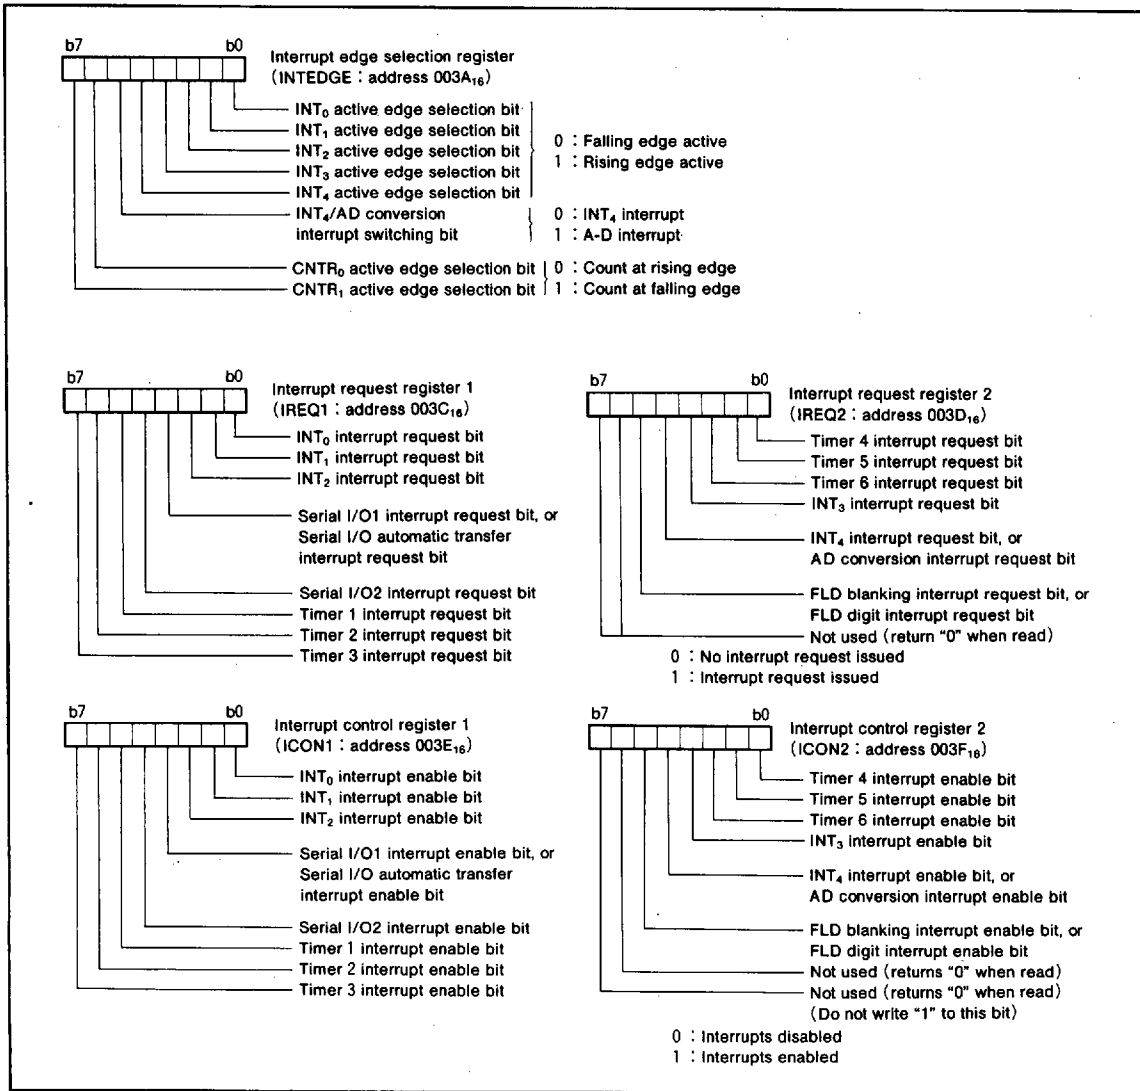 b7 b0
Interrupt edge selection register
(INTEDGE : address 003A₁₆)
INT₀ active edge selection bit
INT₁ active edge selection bit
INT₂ active edge selection bit
INT₃ active edge selection bit
INT₄ active edge selection bit
0 : Falling edge active
1 : Rising edge active
INT₄/AD conversion
interrupt switching bit
0 : INT₄ interrupt
1 : A-D interrupt
CNTR₀ active edge selection bit
CNTR₁ active edge selection bit
0 : Count at rising edge
1 : Count at falling edge
b7 b0
Interrupt request register 1
(IREQ1 : address 003C₁₆)
INT₀ interrupt request bit
INT₁ interrupt request bit
INT₂ interrupt request bit
Serial I/O1 interrupt request bit, or
Serial I/O automatic transfer
interrupt request bit
Serial I/O2 interrupt request bit
Timer 1 interrupt request bit
Timer 2 interrupt request bit
Timer 3 interrupt request bit
b7 b0
Interrupt request register 2
(IREQ2 : address 003D₁₆)
Timer 4 interrupt request bit
Timer 5 interrupt request bit
Timer 6 interrupt request bit
INT₃ interrupt request bit
INT₄ interrupt request bit, or
AD conversion interrupt request bit
FLD blanking interrupt request bit, or
FLD digit interrupt request bit
Not used (return “0” when read)
0 : No interrupt request issued
1 : Interrupt request issued
b7 b0
Interrupt control register 1
(ICON1 : address 003E₁₆)
INT₀ interrupt enable bit
INT₁ interrupt enable bit
INT₂ interrupt enable bit
Serial I/O1 interrupt enable bit, or
Serial I/O automatic transfer
interrupt enable bit
Serial I/O2 interrupt enable bit
Timer 1 interrupt enable bit
Timer 2 interrupt enable bit
Timer 3 interrupt enable bit
b7 b0
Interrupt control register 2
(ICON2 : address 003F₁₆)
Timer 4 interrupt enable bit
Timer 5 interrupt enable bit
Timer 6 interrupt enable bit
INT₃ interrupt enable bit
INT₄ interrupt enable bit, or
AD conversion interrupt enable bit
FLD blanking interrupt enable bit, or
FLD digit interrupt enable bit
Not used (returns “0” when read)
Not used (returns “0” when read)
(Do not write “1” to this bit)
0 : Interrupts disabled
1 : Interrupts enabled